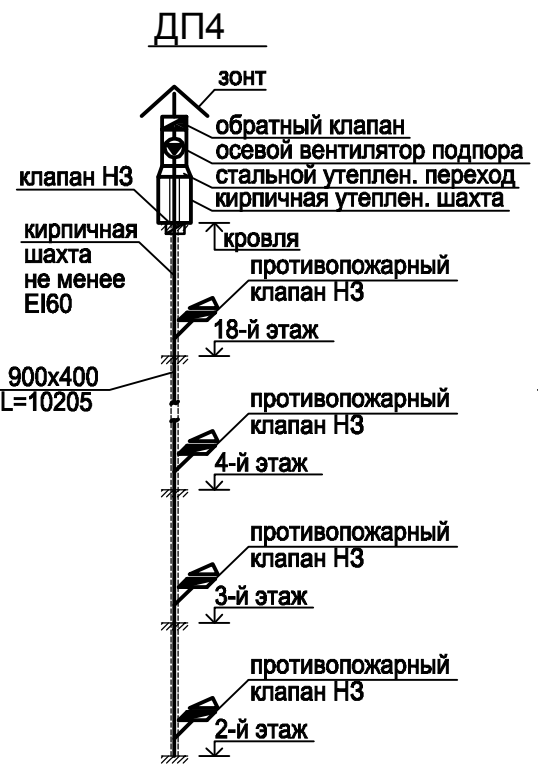 ДП4
зонт
обратный клапан
осевой вентилятор подпора
стальной утеплен. переход
кирпичная утеплен. шахта
клапан НЗ
кровля
кирпичная
шахта
не менее
EI60
противопожарный
клапан НЗ
18-й этаж
900x400
L=10205
противопожарный
клапан НЗ
4-й этаж
противопожарный
клапан НЗ
3-й этаж
противопожарный
клапан НЗ
2-й этаж